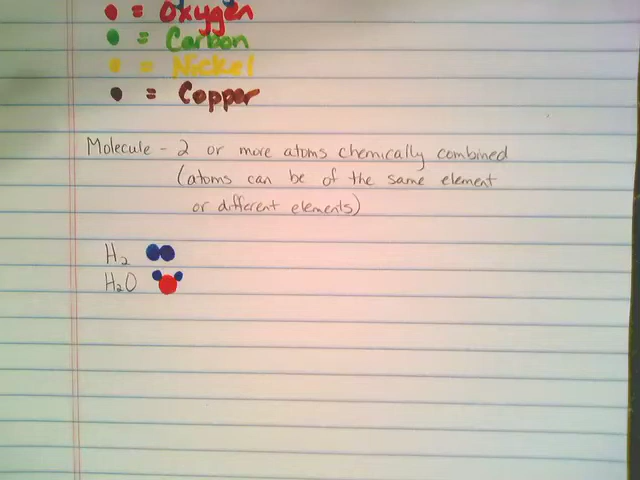 = Oxygen
= Carbon
= Nickel
= Copper
Molecule - 2 or more atoms chemically combined
(atoms can be of the same element
or different elements)
H₂
H₂O